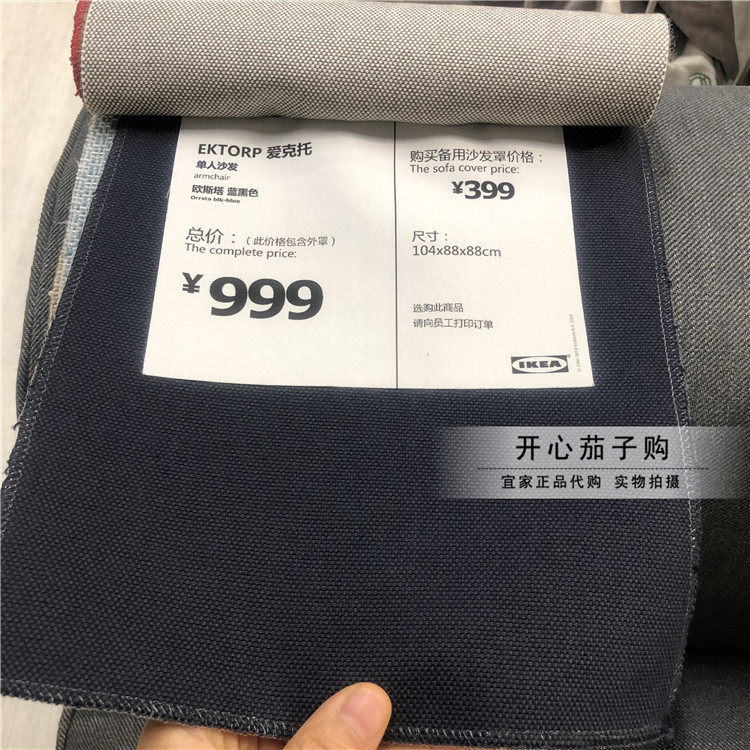 EKTORP 爱克托
单人沙发
armchair
欧斯塔 蓝黑色
Orrsta blk-blue
总价：（此价格包含外罩）
The complete price:
¥999
购买备用沙发罩价格：
The sofa cover price:
¥399
尺寸：
104x88x88cm
选购此商品
请向员工打印订单
IKEA
开心茄子购
宜家正品代购 实物拍摄